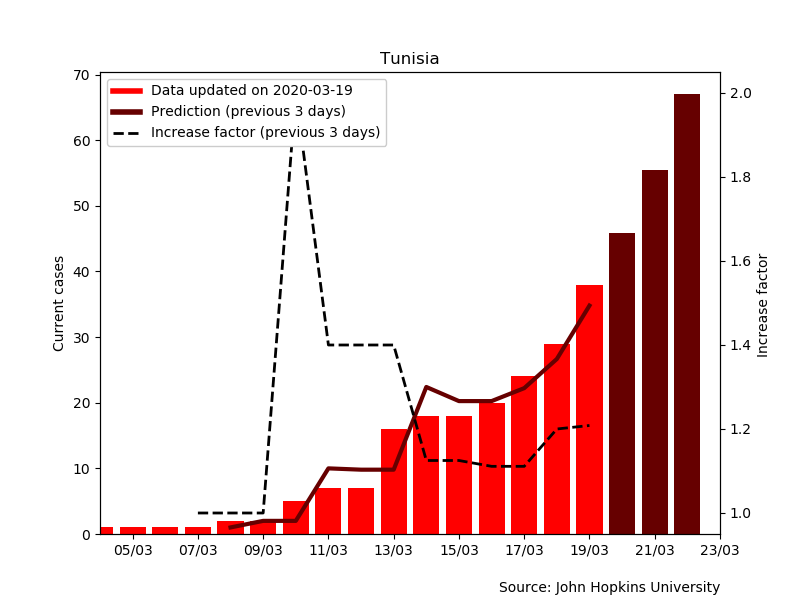 Tunisia
Data updated on 2020-03-19
Prediction (previous 3 days)
Increase factor (previous 3 days)
70
60
50
40
30
20
10
0
Current cases
2.0
1.8
1.6
1.4
1.2
1.0
Increase factor
05/03 07/03 09/03 11/03 13/03 15/03 17/03 19/03 21/03 23/03
Source: John Hopkins University